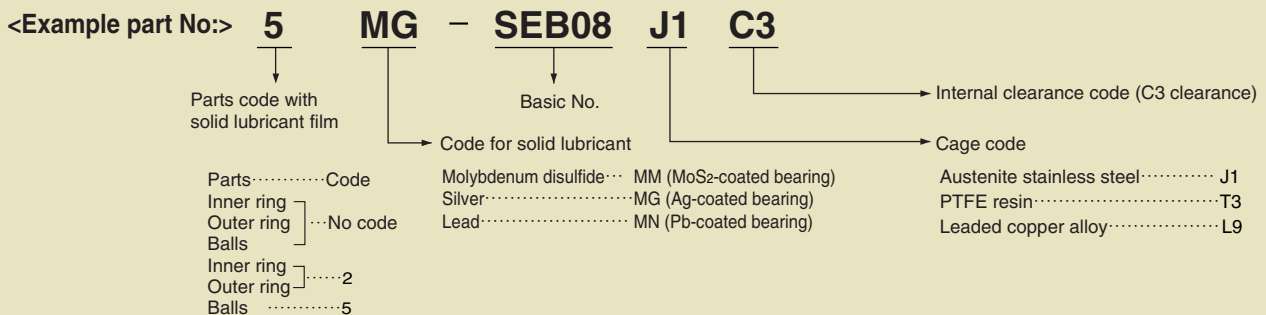 <Example part No:> 5 MG – SEB08 J1 C3
Parts code with
solid lubricant film
Basic No.
Internal clearance code (C3 clearance)
Code for solid lubricant
Cage code
Parts············Code
Inner ring
Outer ring ···No code
Balls
Inner ring
Outer ring ······2
Balls ············5
Molybdenum disulfide··· MM (MoS2-coated bearing)
Silver························MG (Ag-coated bearing)
Lead························ MN (Pb-coated bearing)
Austenite stainless steel············ J1
PTFE resin······························T3
Leaded copper alloy·················· L9